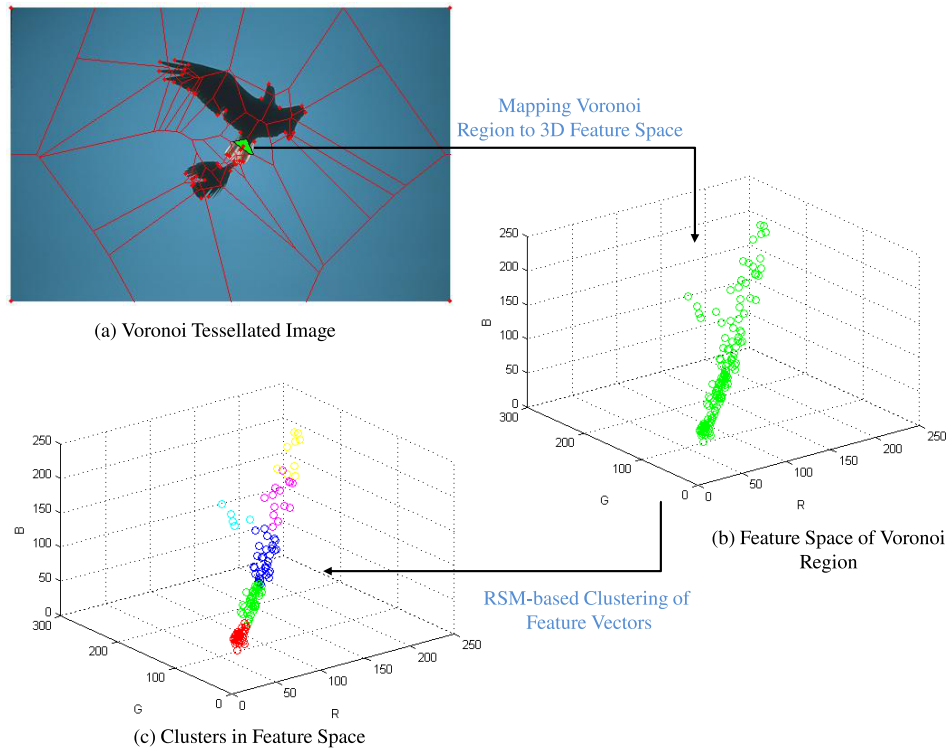 Mapping Voronoi
Region to 3D Feature Space
(a) Voronoi Tessellated Image
250
200
150
100
50
0
B
300
200
100
0
G
0
50
100
150
200
250
R
(b) Feature Space of Voronoi
Region
RSM-based Clustering of
Feature Vectors
250
200
150
100
50
0
B
300
200
100
0
G
0
50
100
150
200
250
R
(c) Clusters in Feature Space